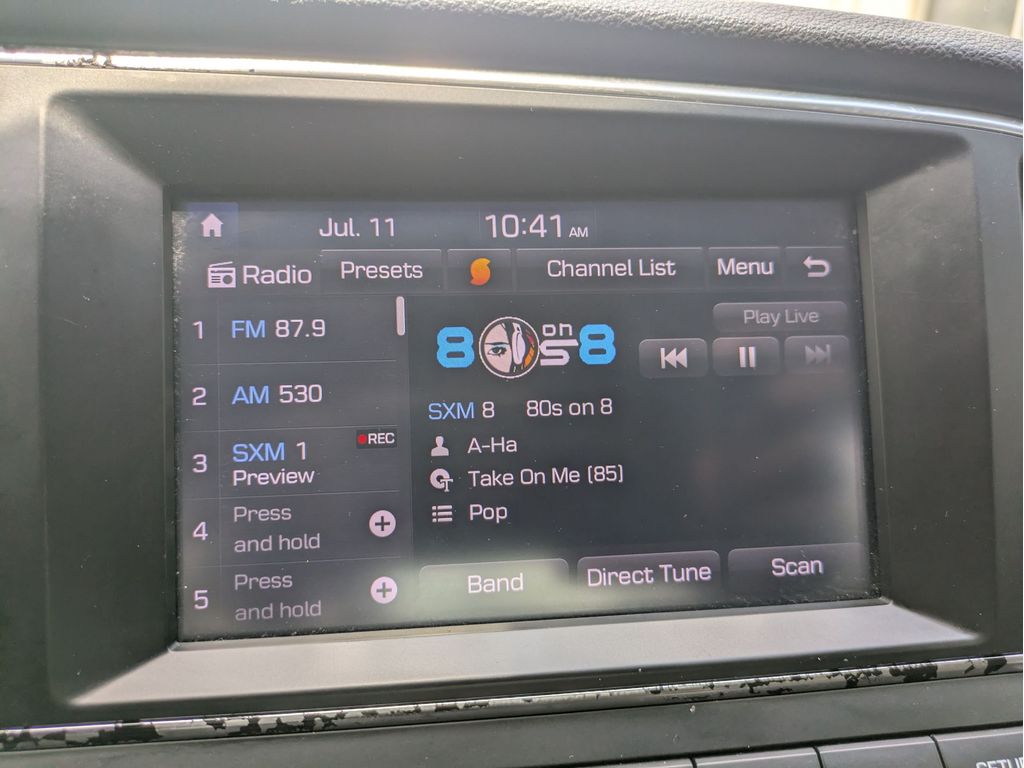 Jul. 11 10:41 AM
Radio Presets Channel List Menu
1 FM 87.9
2 AM 530
3 SXM 1 REC
Preview
4 Press
and hold
5 Press
and hold
80s on 8
Play Live
SXM 8 80s on 8
A-Ha
Take On Me (85)
Pop
Band Direct Tune Scan